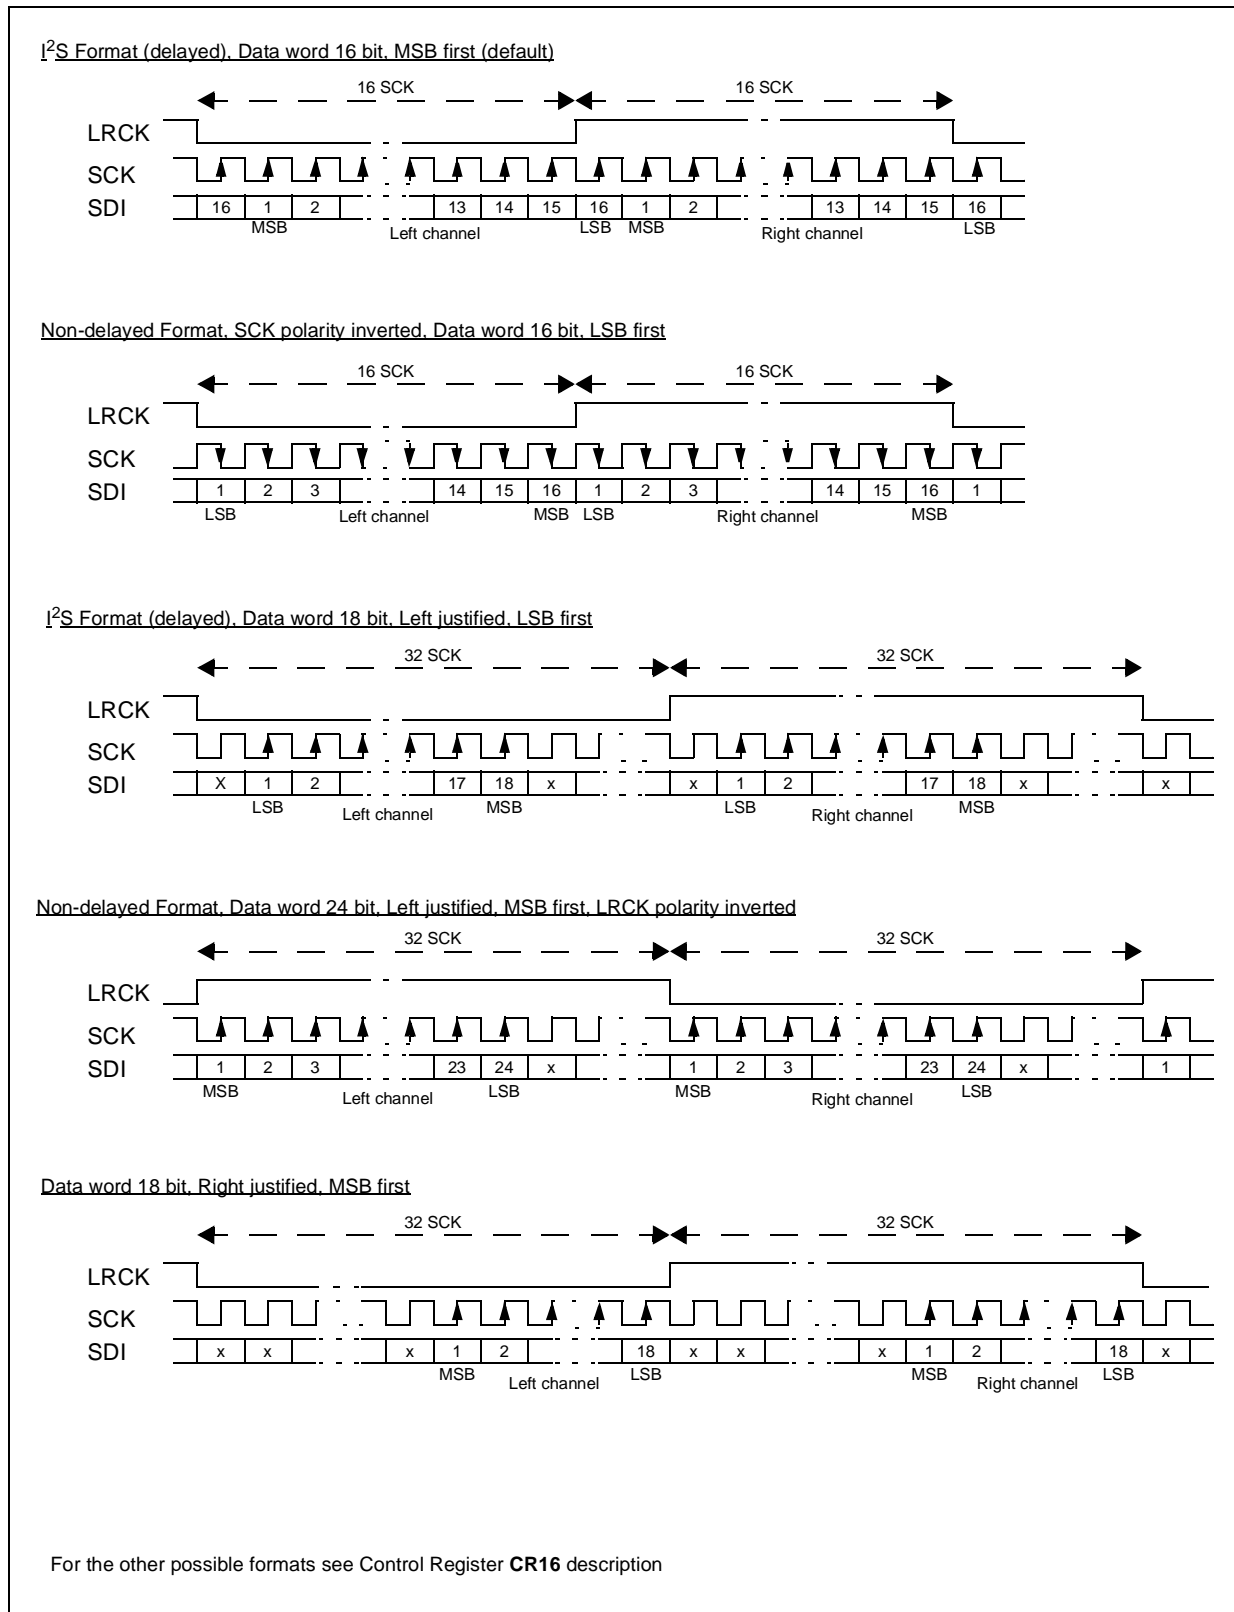 I²S Format (delayed), Data word 16 bit, MSB first (default)
16 SCK 16 SCK
LRCK
SCK
SDI 16 1 2 13 14 15 16 1 2 13 14 15 16
MSB LSB MSB LSB
Left channel Right channel
Non-delayed Format, SCK polarity inverted, Data word 16 bit, LSB first
16 SCK 16 SCK
LRCK
SCK
SDI 1 2 3 14 15 16 1 2 3 14 15 16 1
LSB MSB LSB MSB
Left channel Right channel
I²S Format (delayed), Data word 18 bit, Left justified, LSB first
32 SCK 32 SCK
LRCK
SCK
SDI X 1 2 17 18 x x 1 2 17 18 x x
LSB MSB LSB MSB
Left channel Right channel
Non-delayed Format, Data word 24 bit, Left justified, MSB first, LRCK polarity inverted
32 SCK 32 SCK
LRCK
SCK
SDI 1 2 3 23 24 x 1 2 3 23 24 x 1
MSB LSB MSB LSB
Left channel Right channel
Data word 18 bit, Right justified, MSB first
32 SCK 32 SCK
LRCK
SCK
SDI x x x 1 2 18 x x x 1 2 18 x
MSB LSB MSB LSB
Left channel Right channel
For the other possible formats see Control Register CR16 description